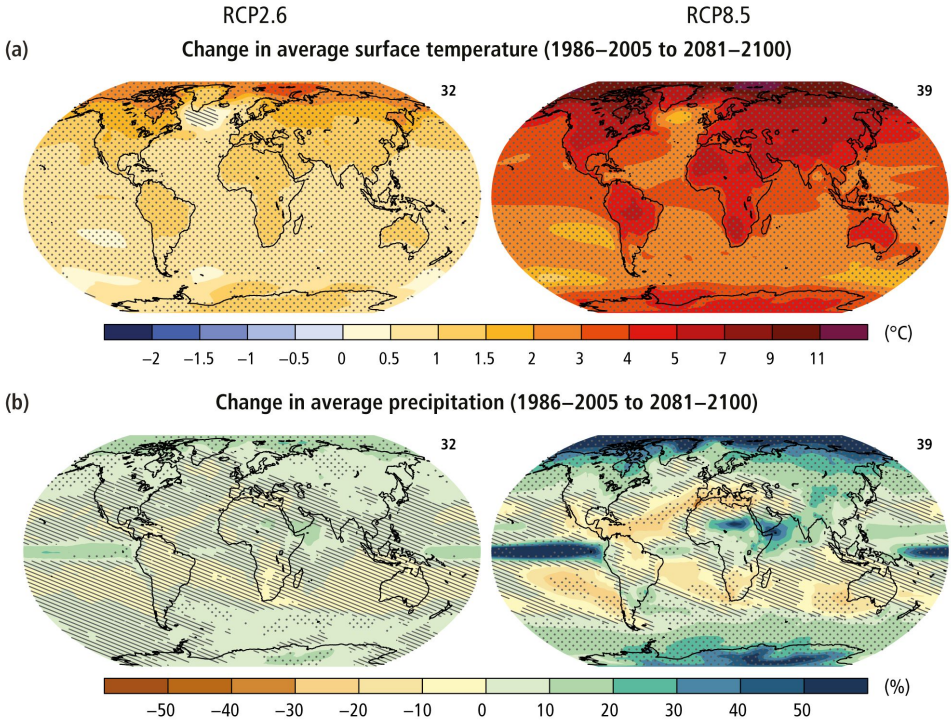 RCP2.6 RCP8.5
(a) Change in average surface temperature (1986–2005 to 2081–2100)
32 39
−2 −1.5 −1 −0.5 0 0.5 1 1.5 2 3 4 5 7 9 11 (°C)
(b) Change in average precipitation (1986–2005 to 2081–2100)
32 39
−50 −40 −30 −20 −10 0 10 20 30 40 50 (%)